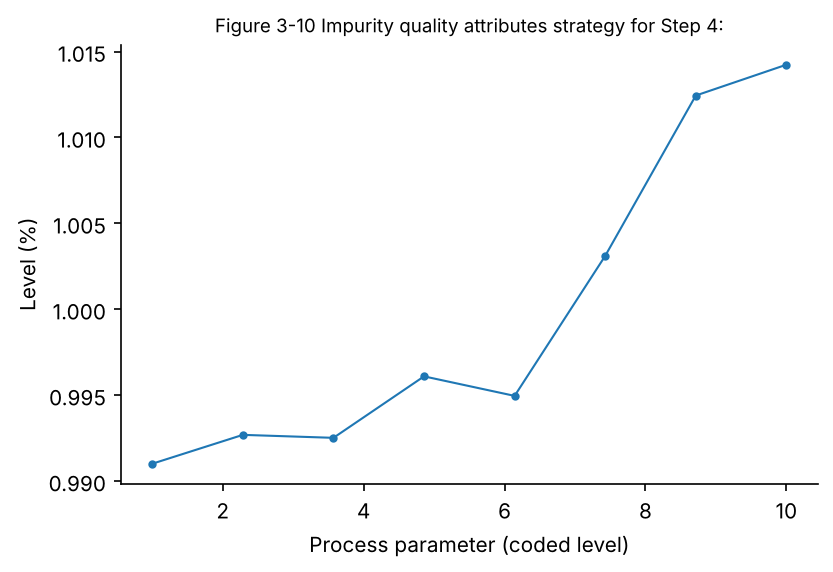 Figure 3-10 Impurity quality attributes strategy for Step 4:
1.015
1.010
1.005
1.000
0.995
0.990
Level (%)
2 4 6 8 10
Process parameter (coded level)